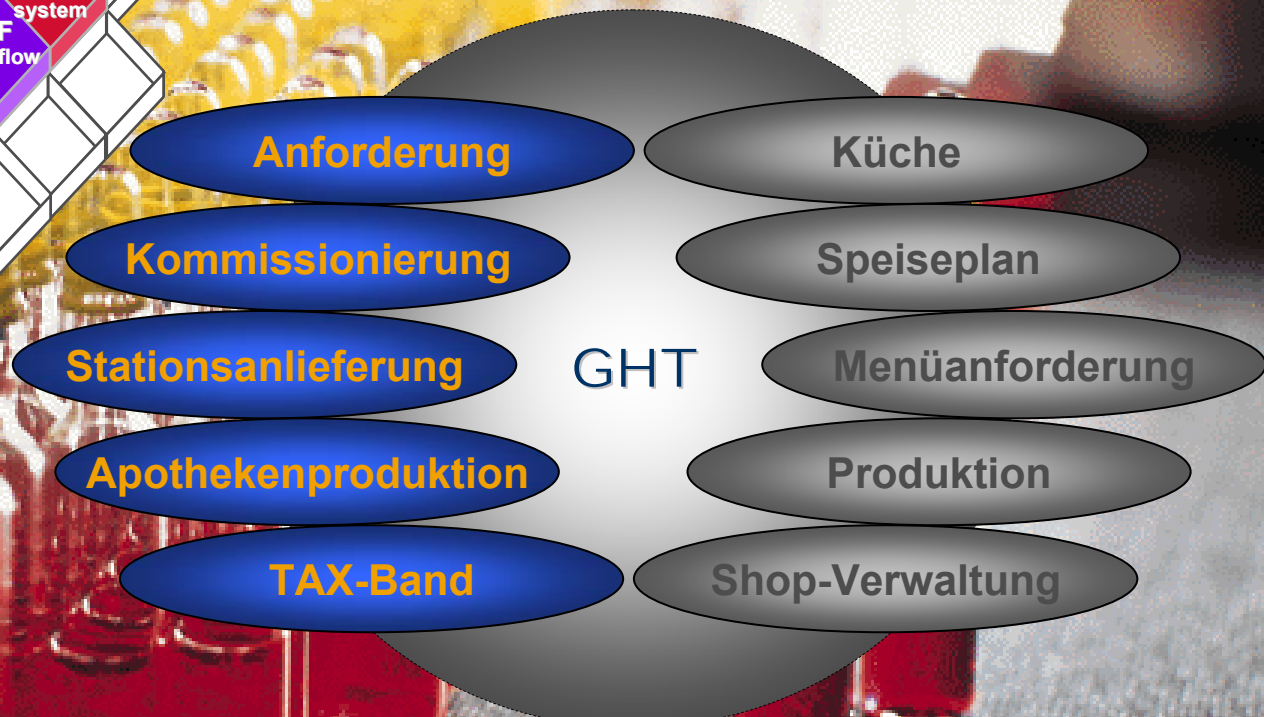 system
F
flow
Anforderung
Küche
Kommissionierung
Speiseplan
Stationsanlieferung
GHT
Menüanforderung
Apothekenproduktion
Produktion
TAX-Band
Shop-Verwaltung